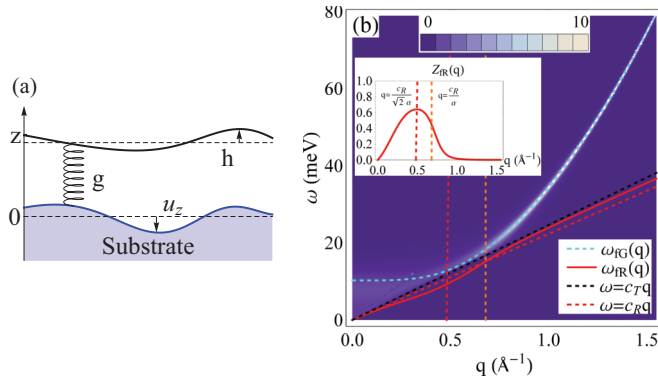 (a)
z
h
g
0
u_z
Substrate
(b)
80
60
40
20
0
ω (meV)
0 10
Z_fR(q)
1.0
0.8
0.6
0.4
0.2
0.0
q=c_R/√2 α
q=c_R/α
0.0 0.5 1.0 1.5
q (Å⁻¹)
ω_fG(q)
ω_fR(q)
ω=c_Tq
ω=c_Rq
0.0 0.5 1.0 1.5
q (Å⁻¹)